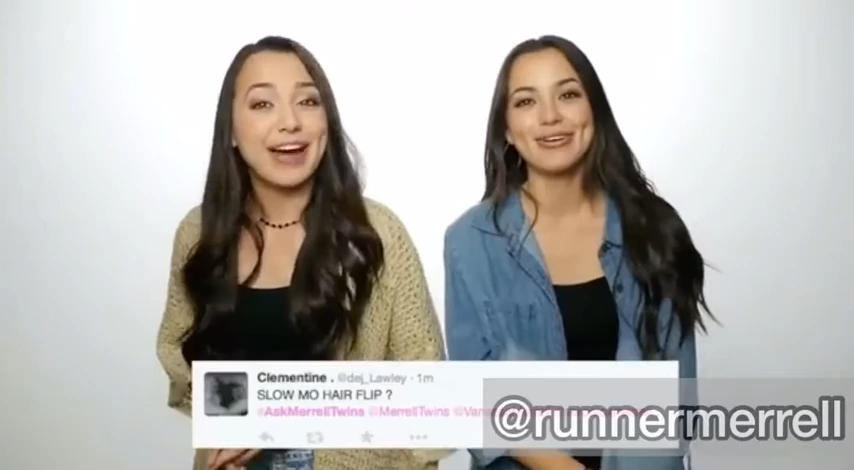 Clementine . @dej_Lawley · 1m
SLOW MO HAIR FLIP ?
#AskMerrellTwins @MerrellTwins
@runnermerrell